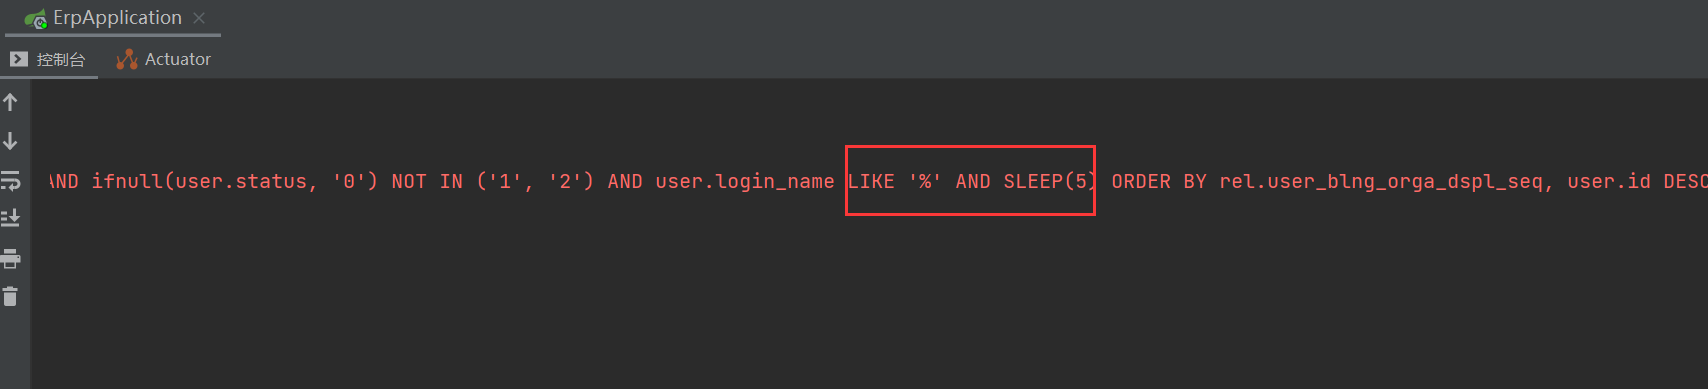 ErpApplication
控制台
Actuator
AND ifnull(user.status, '0') NOT IN ('1', '2') AND user.login_name LIKE '%' AND SLEEP(5) ORDER BY rel.user_blng_orga_dspl_seq, user.id DESC